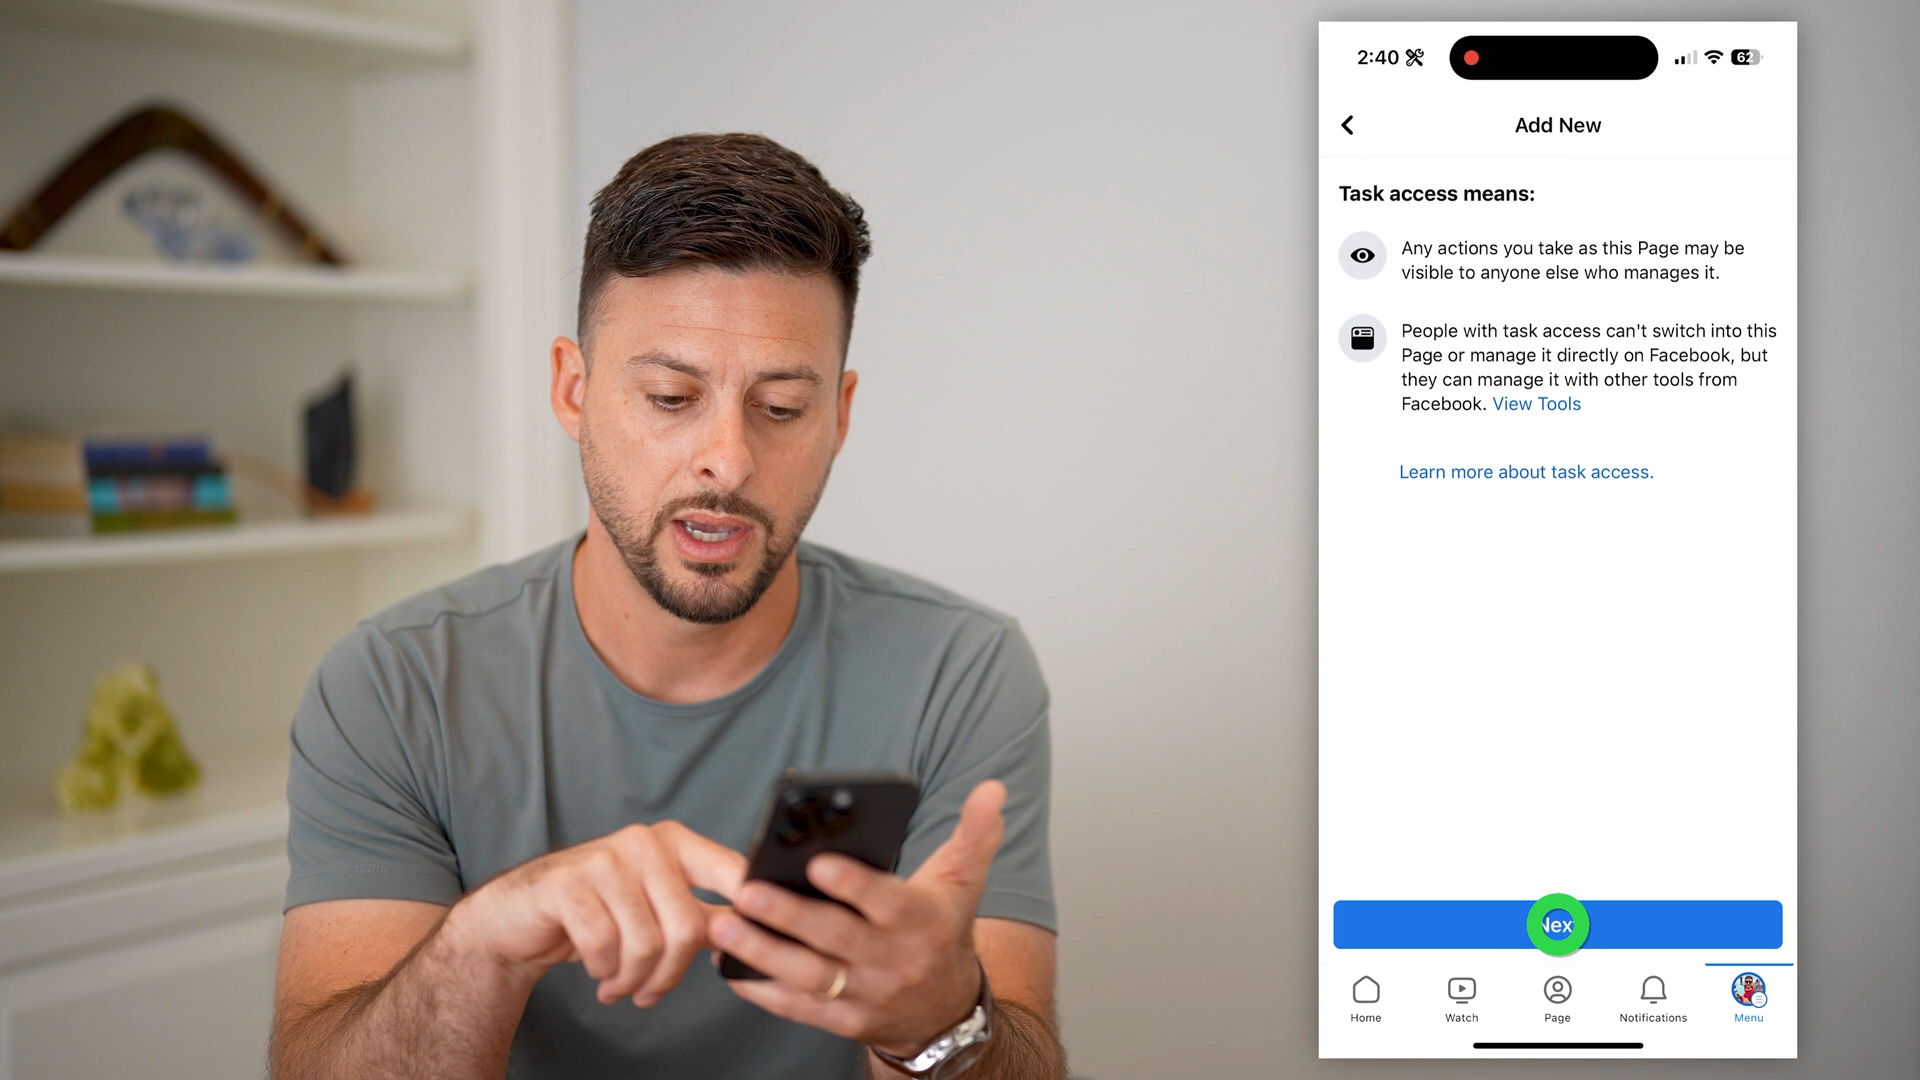 2:40
62
Add New
Task access means:
Any actions you take as this Page may be
visible to anyone else who manages it.
People with task access can't switch into this
Page or manage it directly on Facebook, but
they can manage it with other tools from
Facebook. View Tools
Learn more about task access.
Nex
Home
Watch
Page
Notifications
Menu